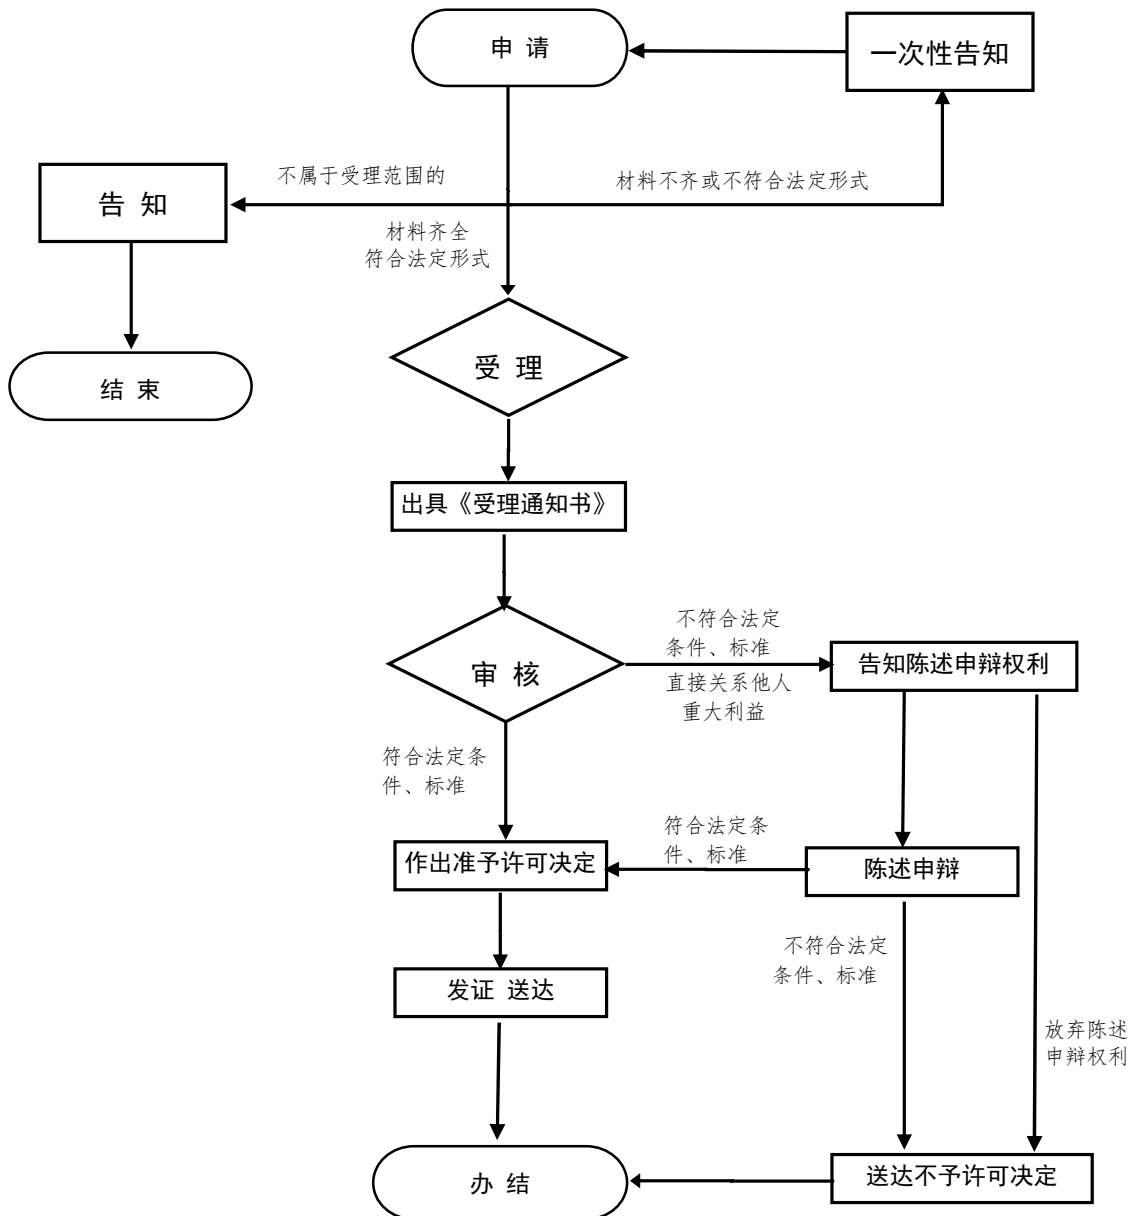 申 请
一次性告知
不属于受理范围的
材料不齐或不符合法定形式
告 知
材料齐全
符合法定形式
受 理
结 束
出具《受理通知书》
不符合法定
条件、标准
审 核
告知陈述申辩权利
直接关系他人
重大利益
符合法定条
件、标准
符合法定条
件、标准
作出准予许可决定
陈述申辩
不符合法定
条件、标准
发证 送达
放弃陈述
申辩权利
办 结
送达不予许可决定